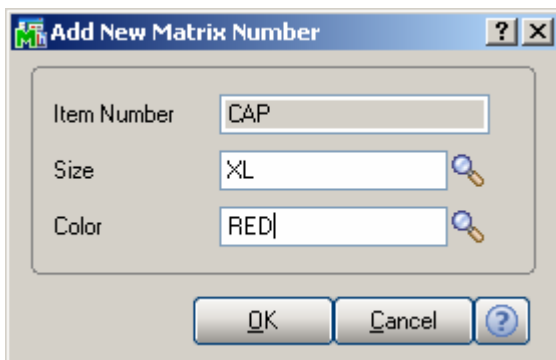 Add New Matrix Number
Item Number CAP
Size XL
Color RED
OK Cancel